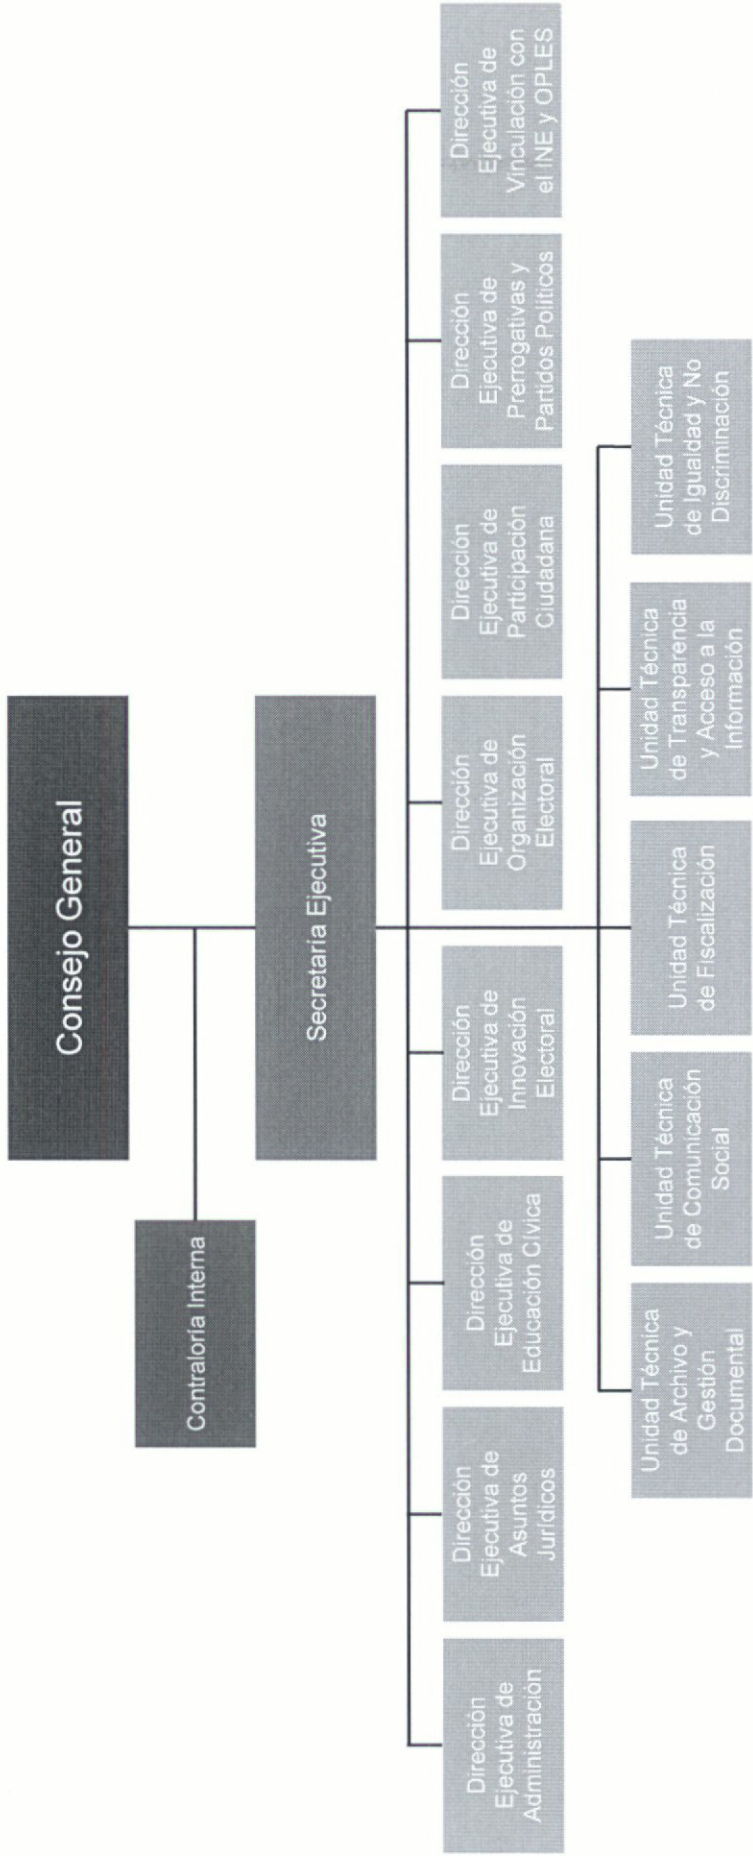 Consejo General
Contraloría Interna
Secretaria Ejecutiva
Dirección
Ejecutiva de
Administración
Dirección
Ejecutiva de
Asuntos
Jurídicos
Dirección
Ejecutiva de
Educación Cívica
Dirección
Ejecutiva de
Innovación
Electoral
Dirección
Ejecutiva de
Organización
Electoral
Dirección
Ejecutiva de
Participación
Ciudadana
Dirección
Ejecutiva de
Prerrogativas y
Partidos Políticos
Dirección
Ejecutiva de
Vinculación con
el INE y OPLES
Unidad Técnica
de Archivo y
Gestión
Documental
Unidad Técnica
de Comunicación
Social
Unidad Técnica
de Fiscalización
Unidad Técnica
de Transparencia
y Acceso a la
Información
Unidad Técnica
de Igualdad y No
Discriminación